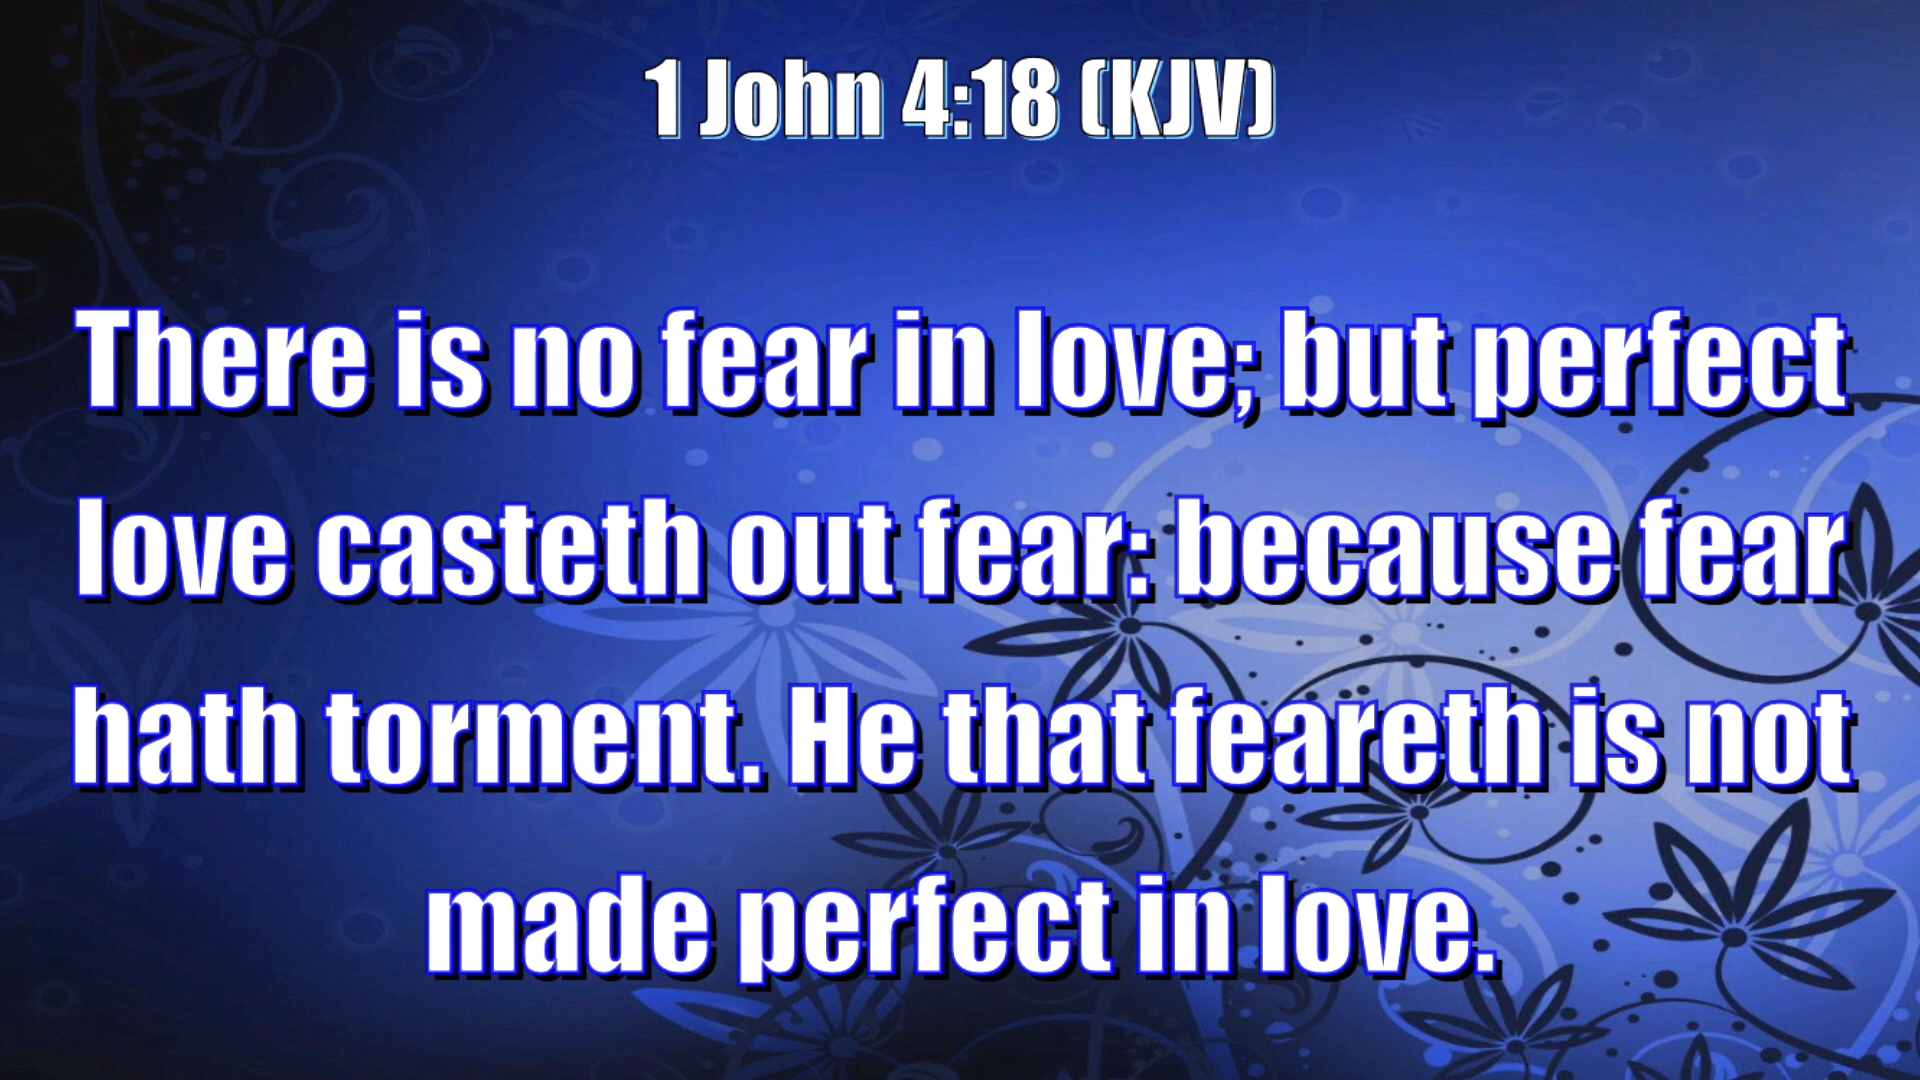 1 John 4:18 (KJV)
There is no fear in love; but perfect
love casteth out fear: because fear
hath torment. He that feareth is not
made perfect in love.